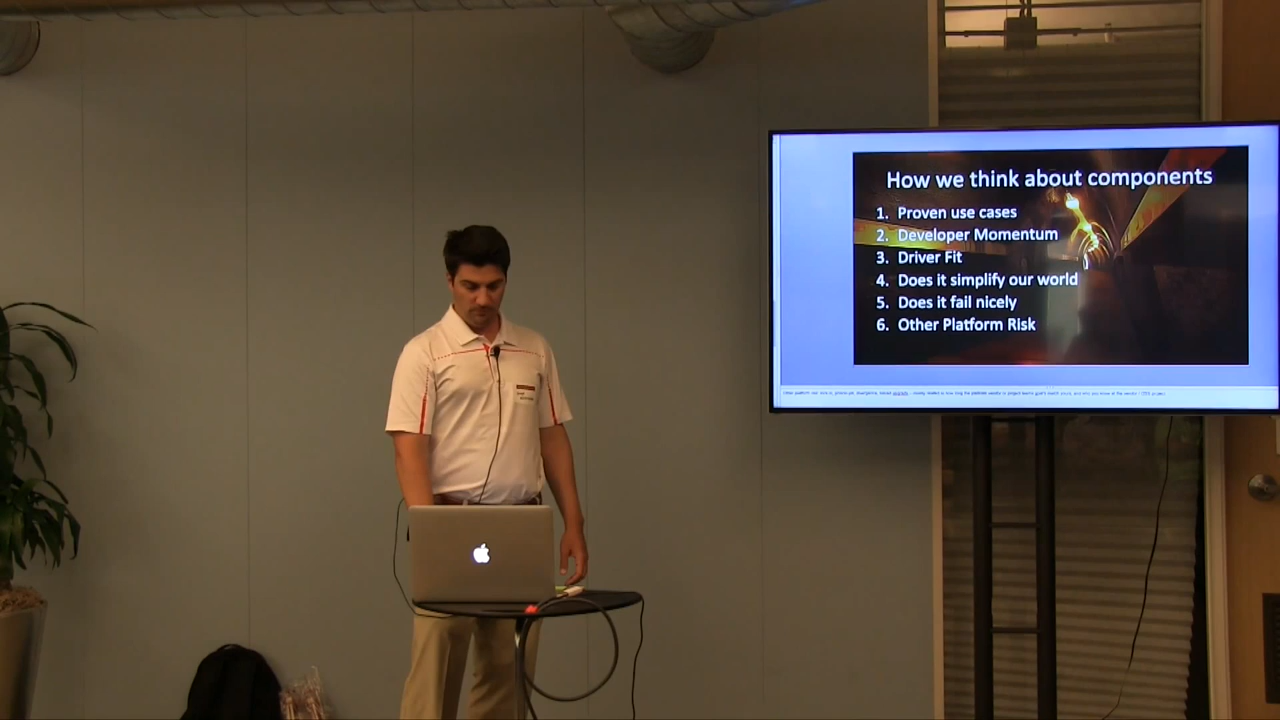 How we think about components
1. Proven use cases
2. Developer Momentum
3. Driver Fit
4. Does it simplify our world
5. Does it fail nicely
6. Other Platform Risk